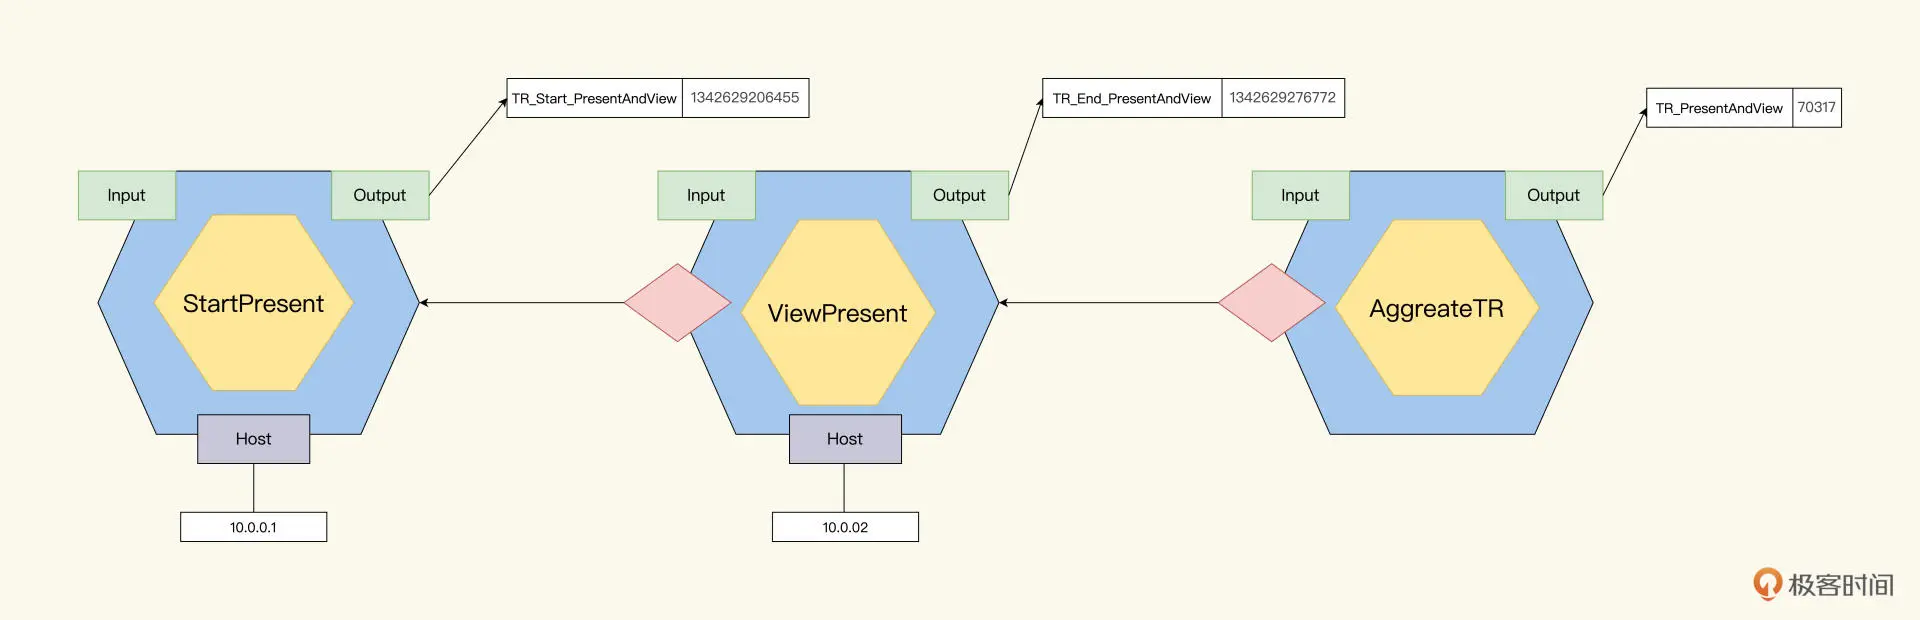 TR_Start_PresentAndView 1342629206455
TR_End_PresentAndView 1342629276772
TR_PresentAndView 70317
Input Output
Input Output
Input Output
StartPresent
ViewPresent
AggreateTR
Host
Host
10.0.0.1
10.0.02
极客时间